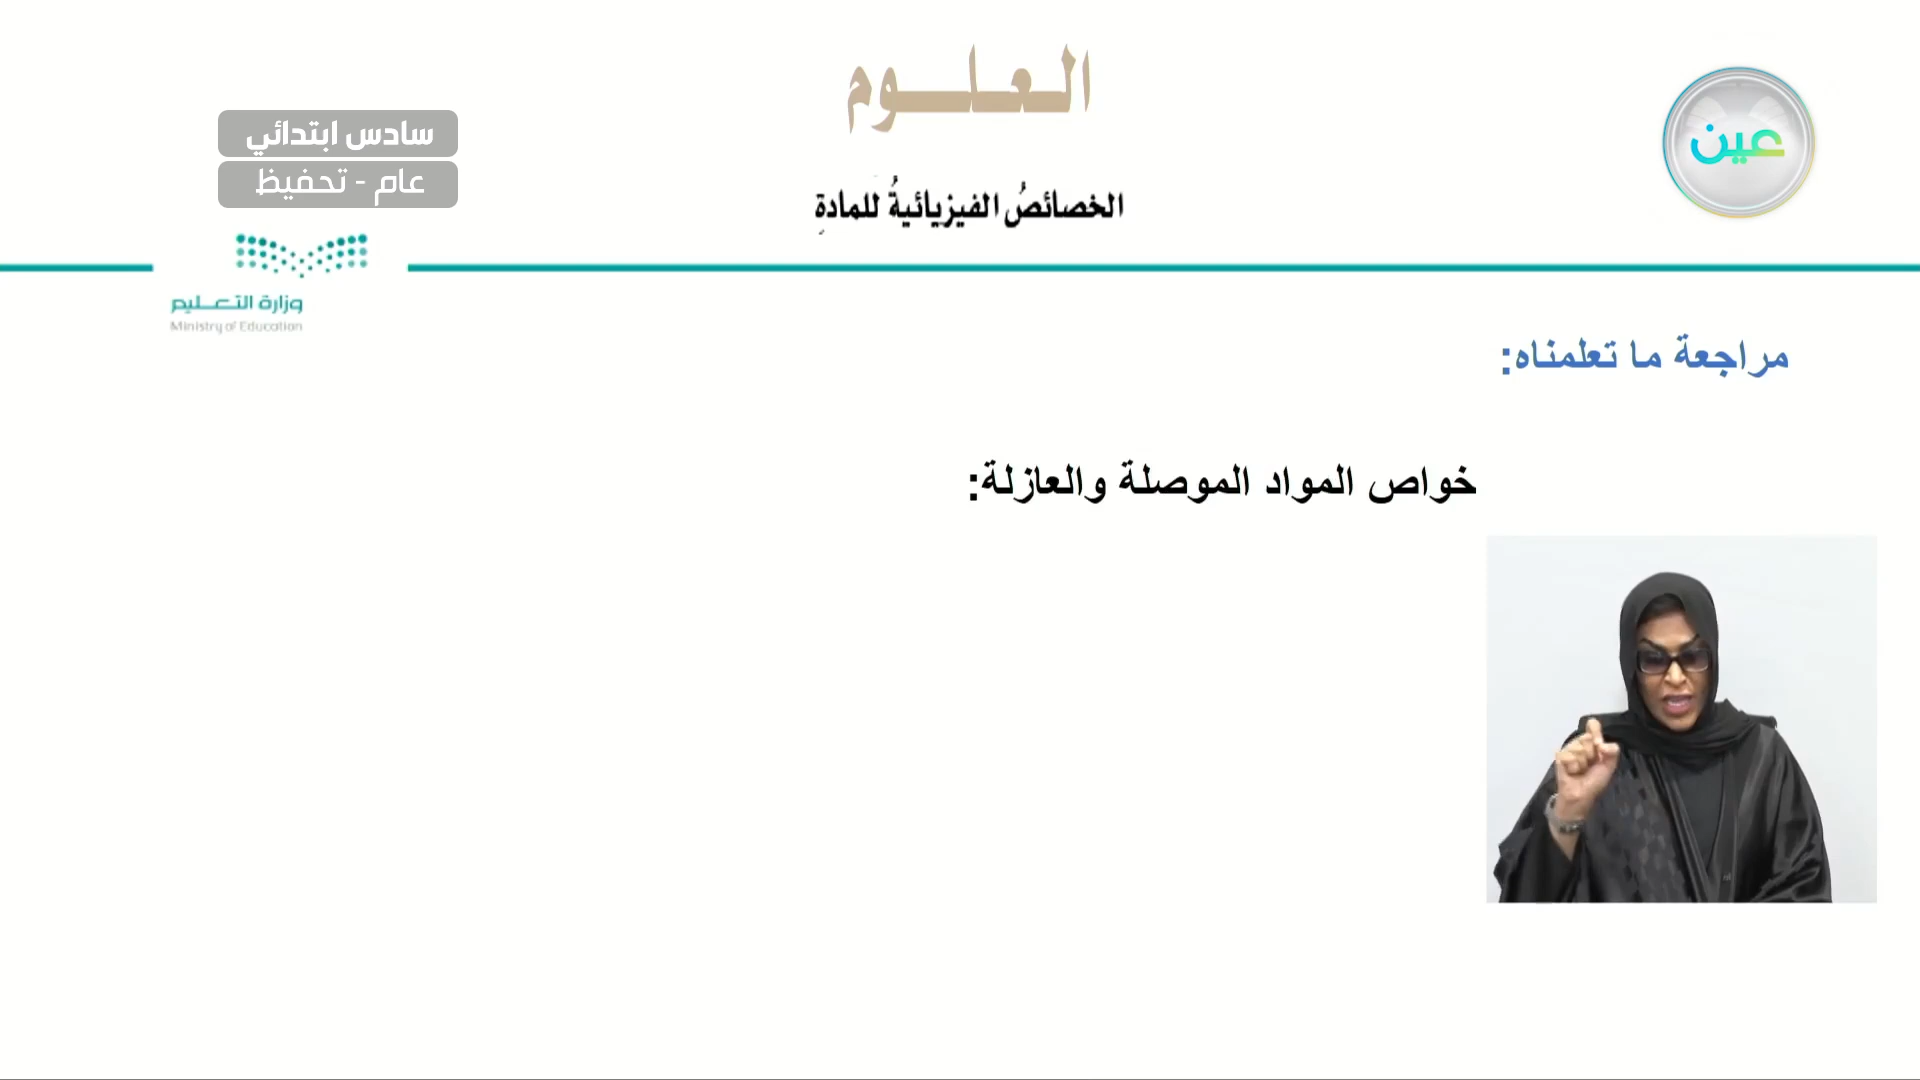 العلوم
عين
سادس ابتدائي
عام - تحفيظ
الخصائصُ الفيزيائيةُ للمادةِ
وزارة التعليم
Ministry of Education
مراجعة ما تعلمناه:
خواص المواد الموصلة والعازلة: